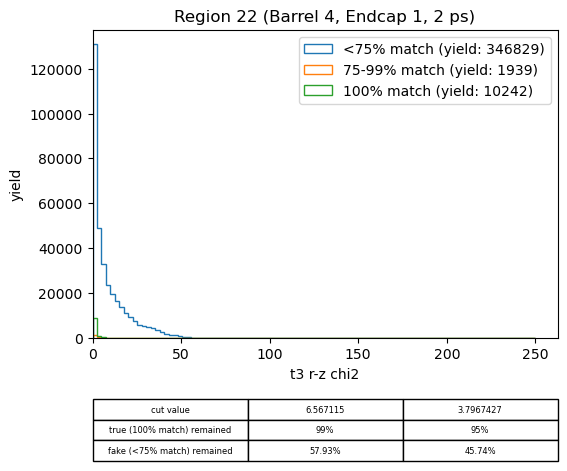 Region 22 (Barrel 4, Endcap 1, 2 ps)
<75% match (yield: 346829)
75-99% match (yield: 1939)
100% match (yield: 10242)
yield
120000
100000
80000
60000
40000
20000
0
0 50 100 150 200 250
t3 r-z chi2
cut value 6.567115 3.7967427
true (100% match) remained 99% 95%
fake (<75% match) remained 57.93% 45.74%